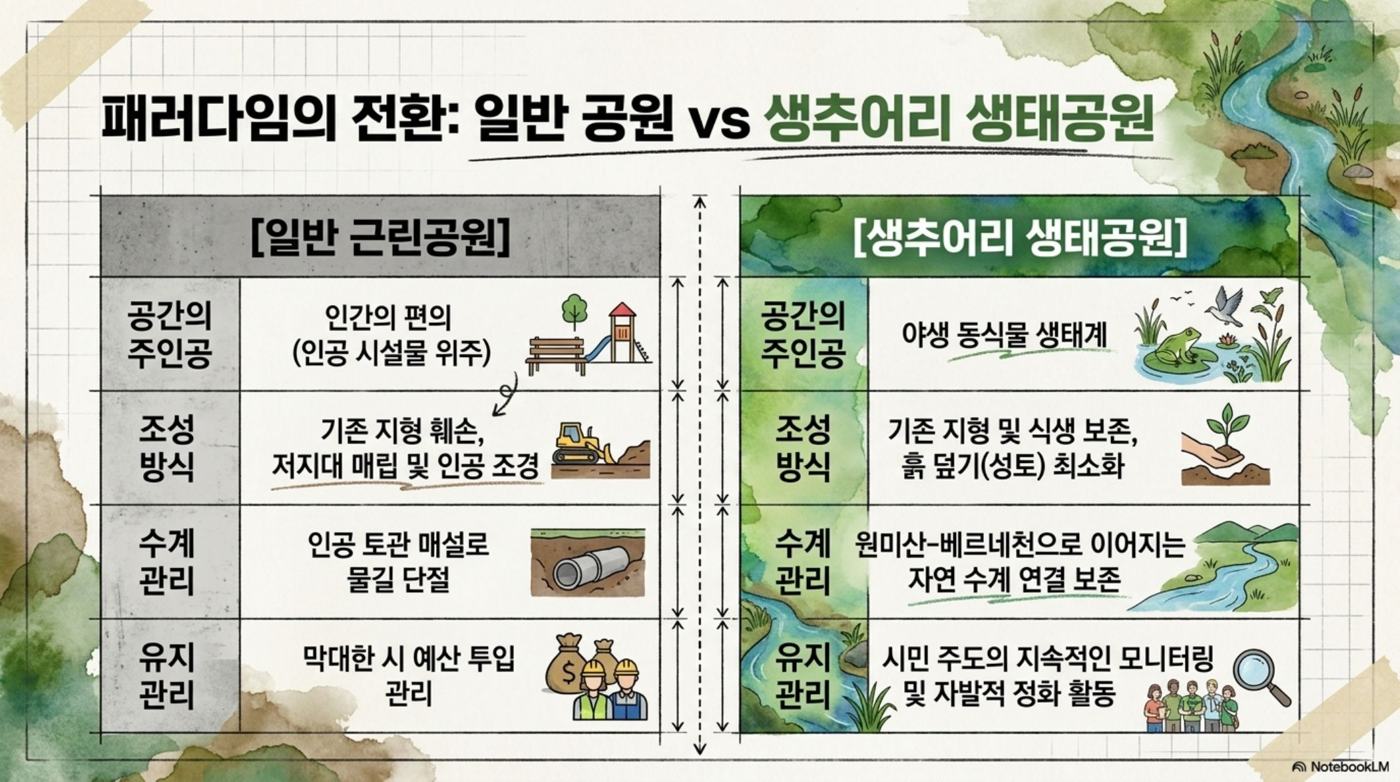 패러다임의 전환: 일반 공원 vs 생추어리 생태공원
[일반 근린공원]
공간의
주인공
인간의 편의
(인공 시설물 위주)
조성
방식
기존 지형 훼손,
저지대 매립 및 인공 조경
수계
관리
인공 토관 매설로
물길 단절
유지
관리
막대한 시 예산 투입
관리
$
[생추어리 생태공원]
공간의
주인공
야생 동식물 생태계
조성
방식
기존 지형 및 식생 보존,
흙 덮기(성토) 최소화
수계
관리
원미산-베르네천으로 이어지는
자연 수계 연결 보존
유지
관리
시민 주도의 지속적인 모니터링
및 자발적 정화 활동
NotebookLM